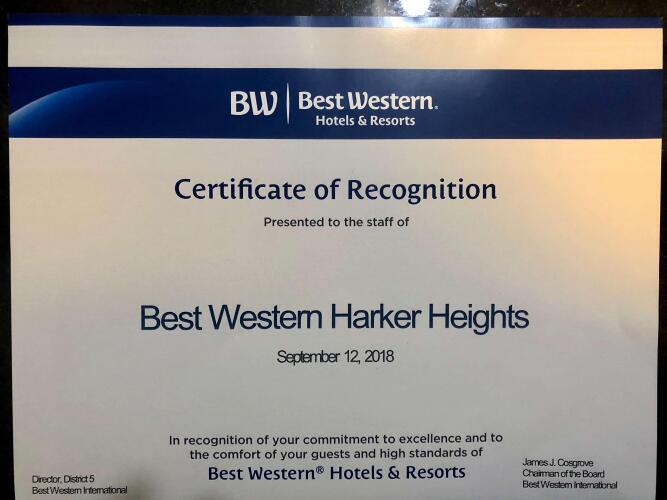 BW Best Western®
Hotels & Resorts
Certificate of Recognition
Presented to the staff of
Best Western Harker Heights
September 12, 2018
In recognition of your commitment to excellence and to
the comfort of your guests and high standards of
Best Western® Hotels & Resorts
Director, District 5
Best Western International
James J. Cosgrove
Chairman of the Board
Best Western International